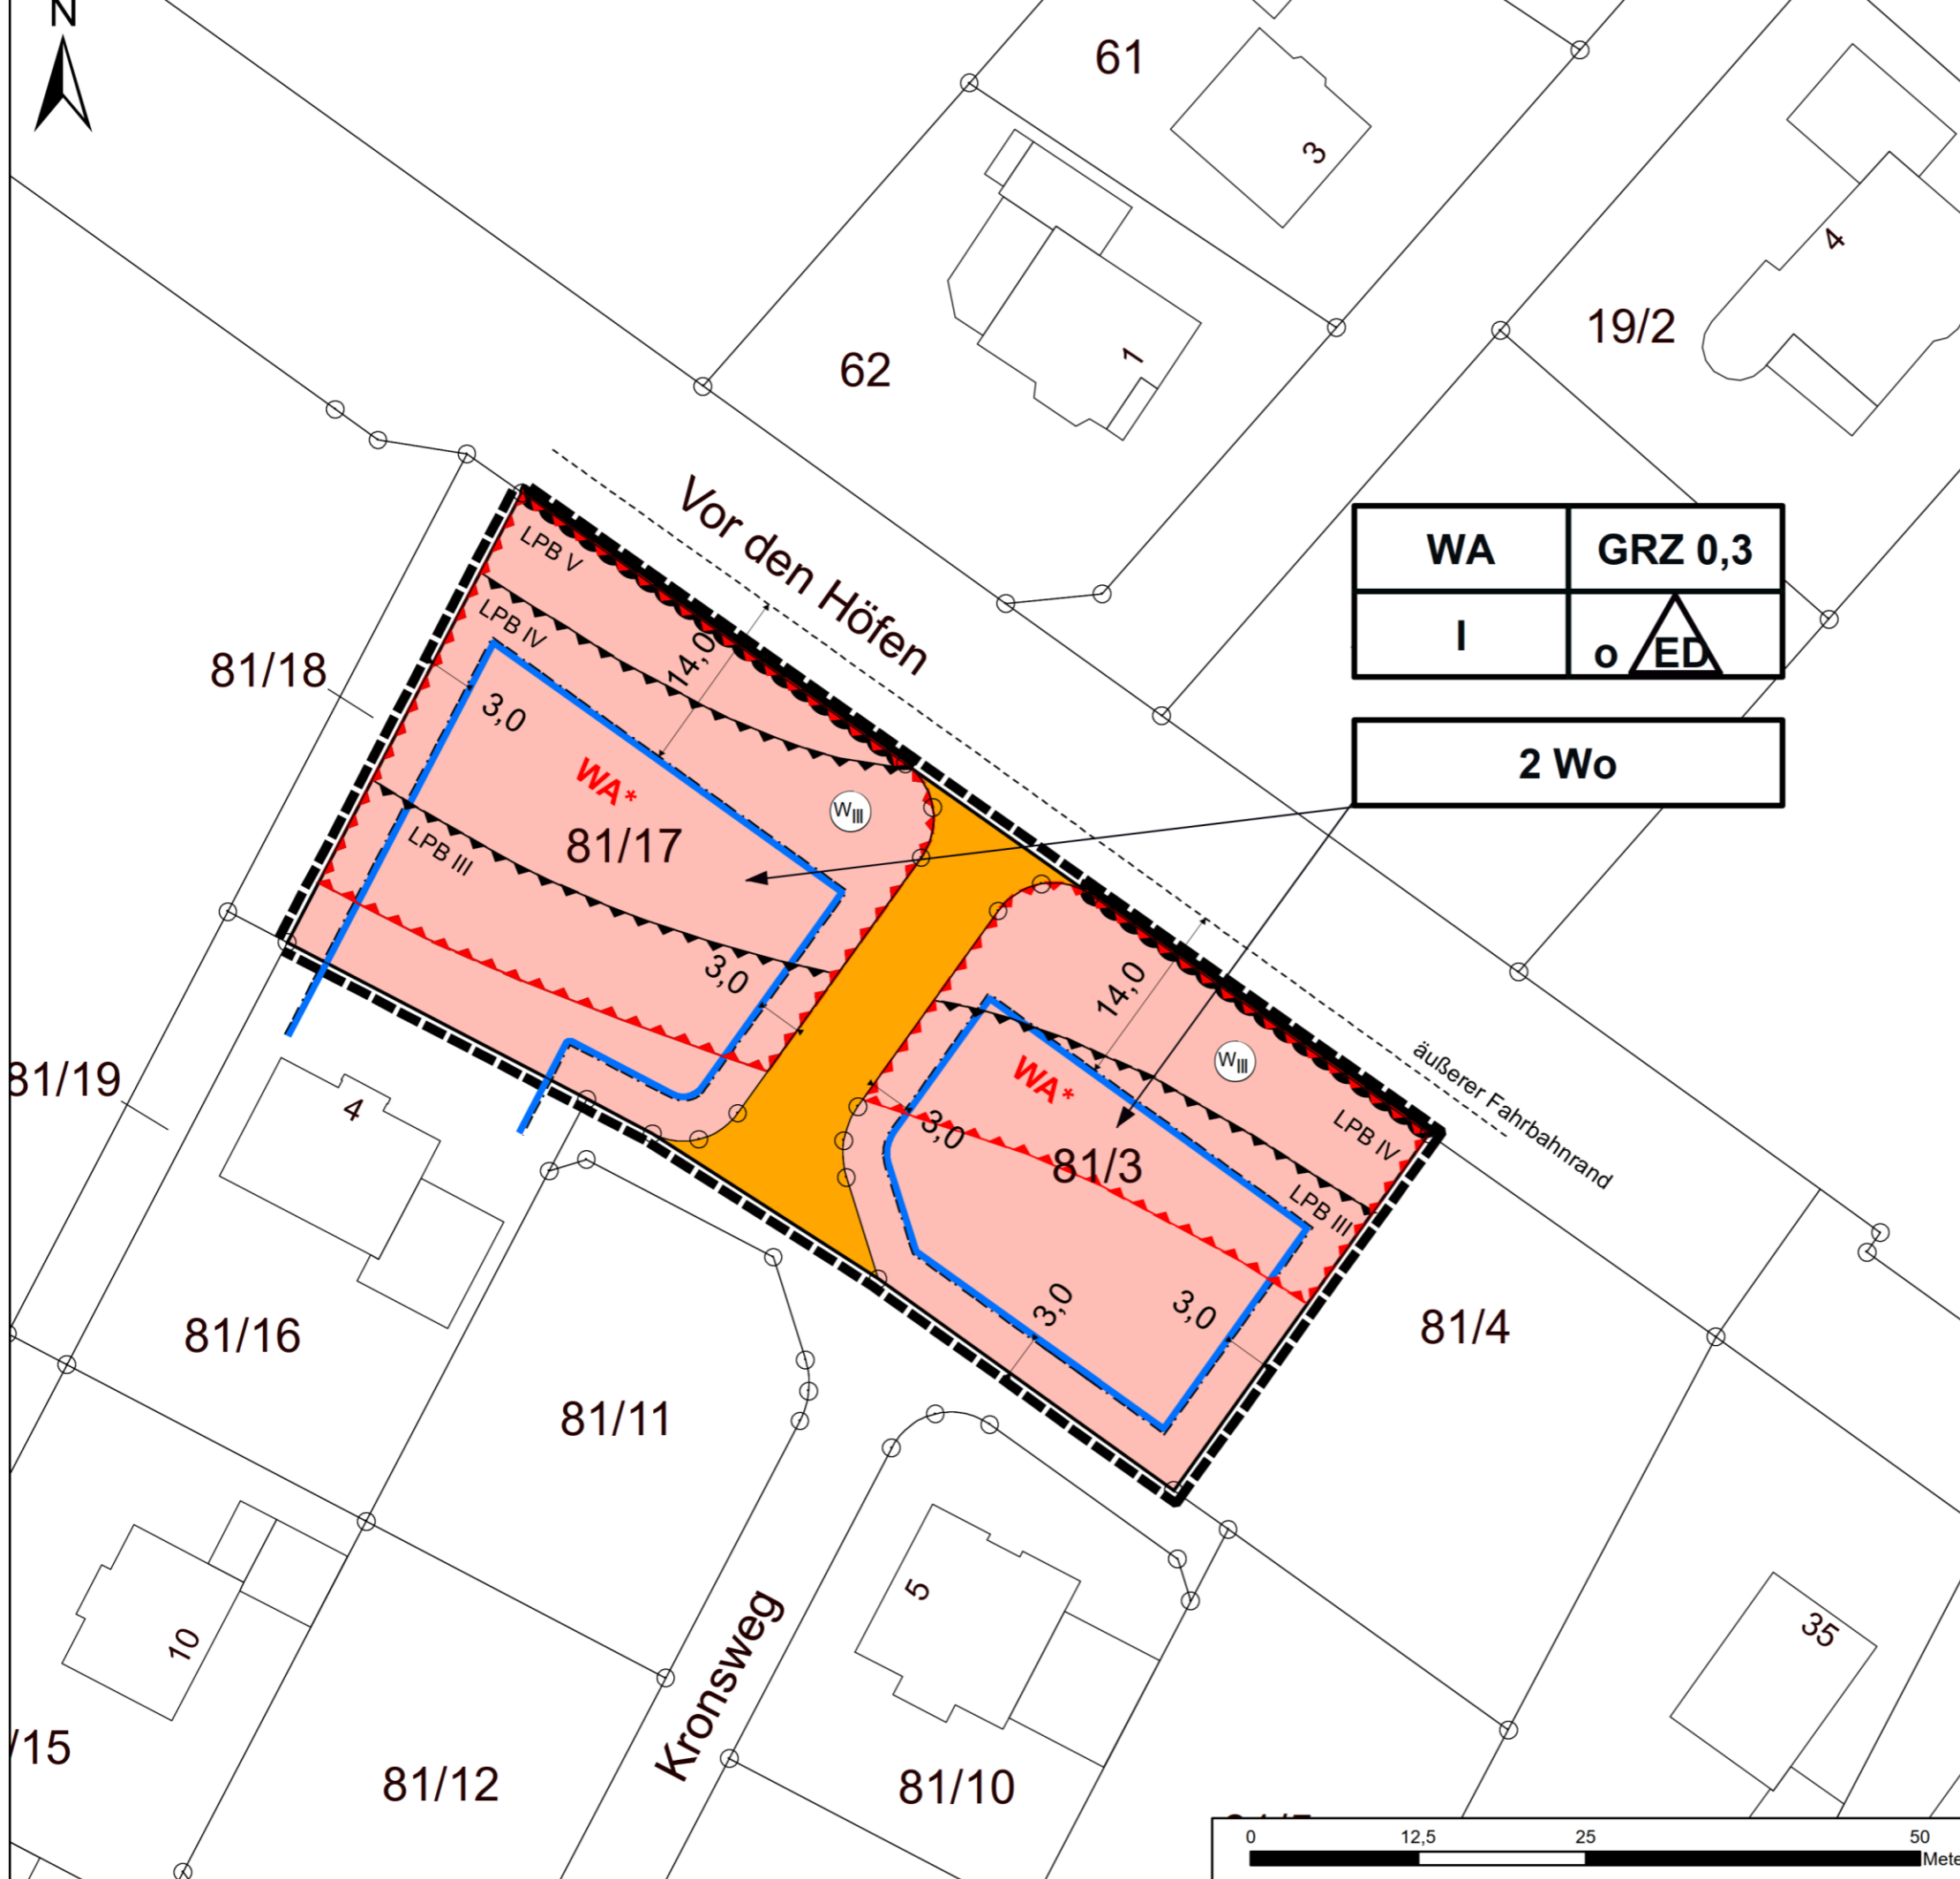 N
61
3
4
19/2
62
1
Vor den Höfen
WA
GRZ 0,3
I
o ED
2 Wo
LPB V
LPB IV
14,0
81/18
3,0
WA*
81/17
WIII
LPB III
3,0
14,0
WIII
äußerer Fahrbahnrand
WA*
3,0
81/3
LPB IV
LPB III
81/19
4
3,0
3,0
81/4
81/16
81/11
5
35
10
Kronsweg
/15
81/12
81/10
0 12,5 25 50
Mete